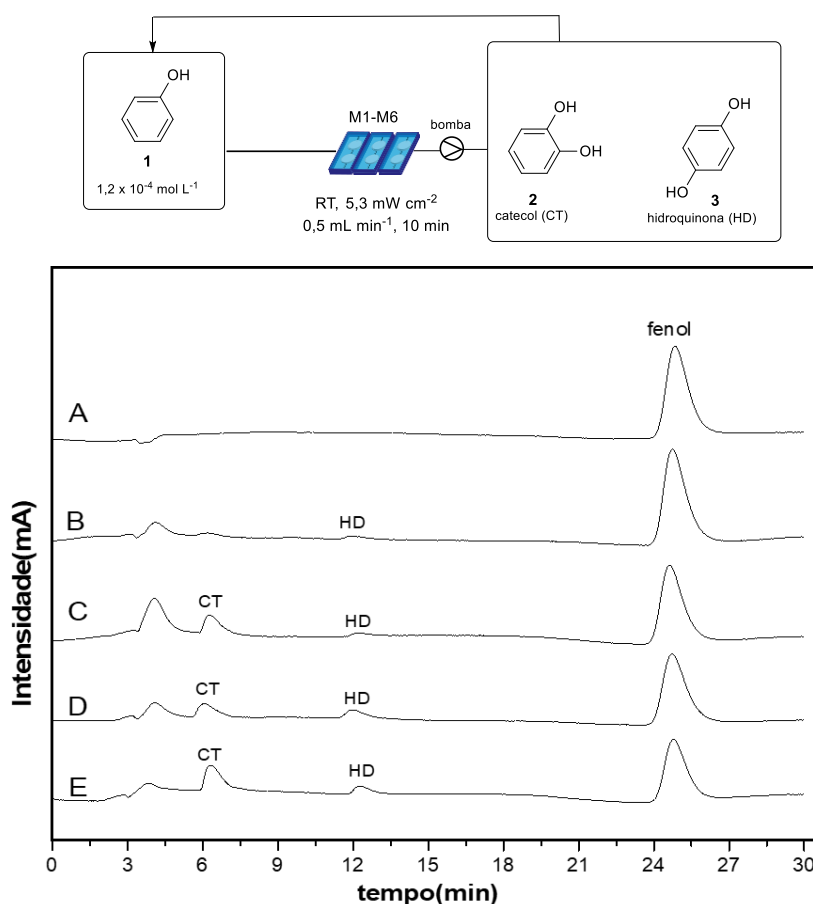 OH
1
1,2 x 10⁻⁴ mol L⁻¹
M1-M6
RT, 5,3 mW cm⁻²
0,5 mL min⁻¹, 10 min
bomba
OH
OH
2
catecol (CT)
OH
HO
3
hidroquinona (HD)
fenol
A
B
HD
C
CT
HD
D
CT
HD
E
CT
HD
Intensidade(mA)
0 3 6 9 12 15 18 21 24 27 30
tempo(min)